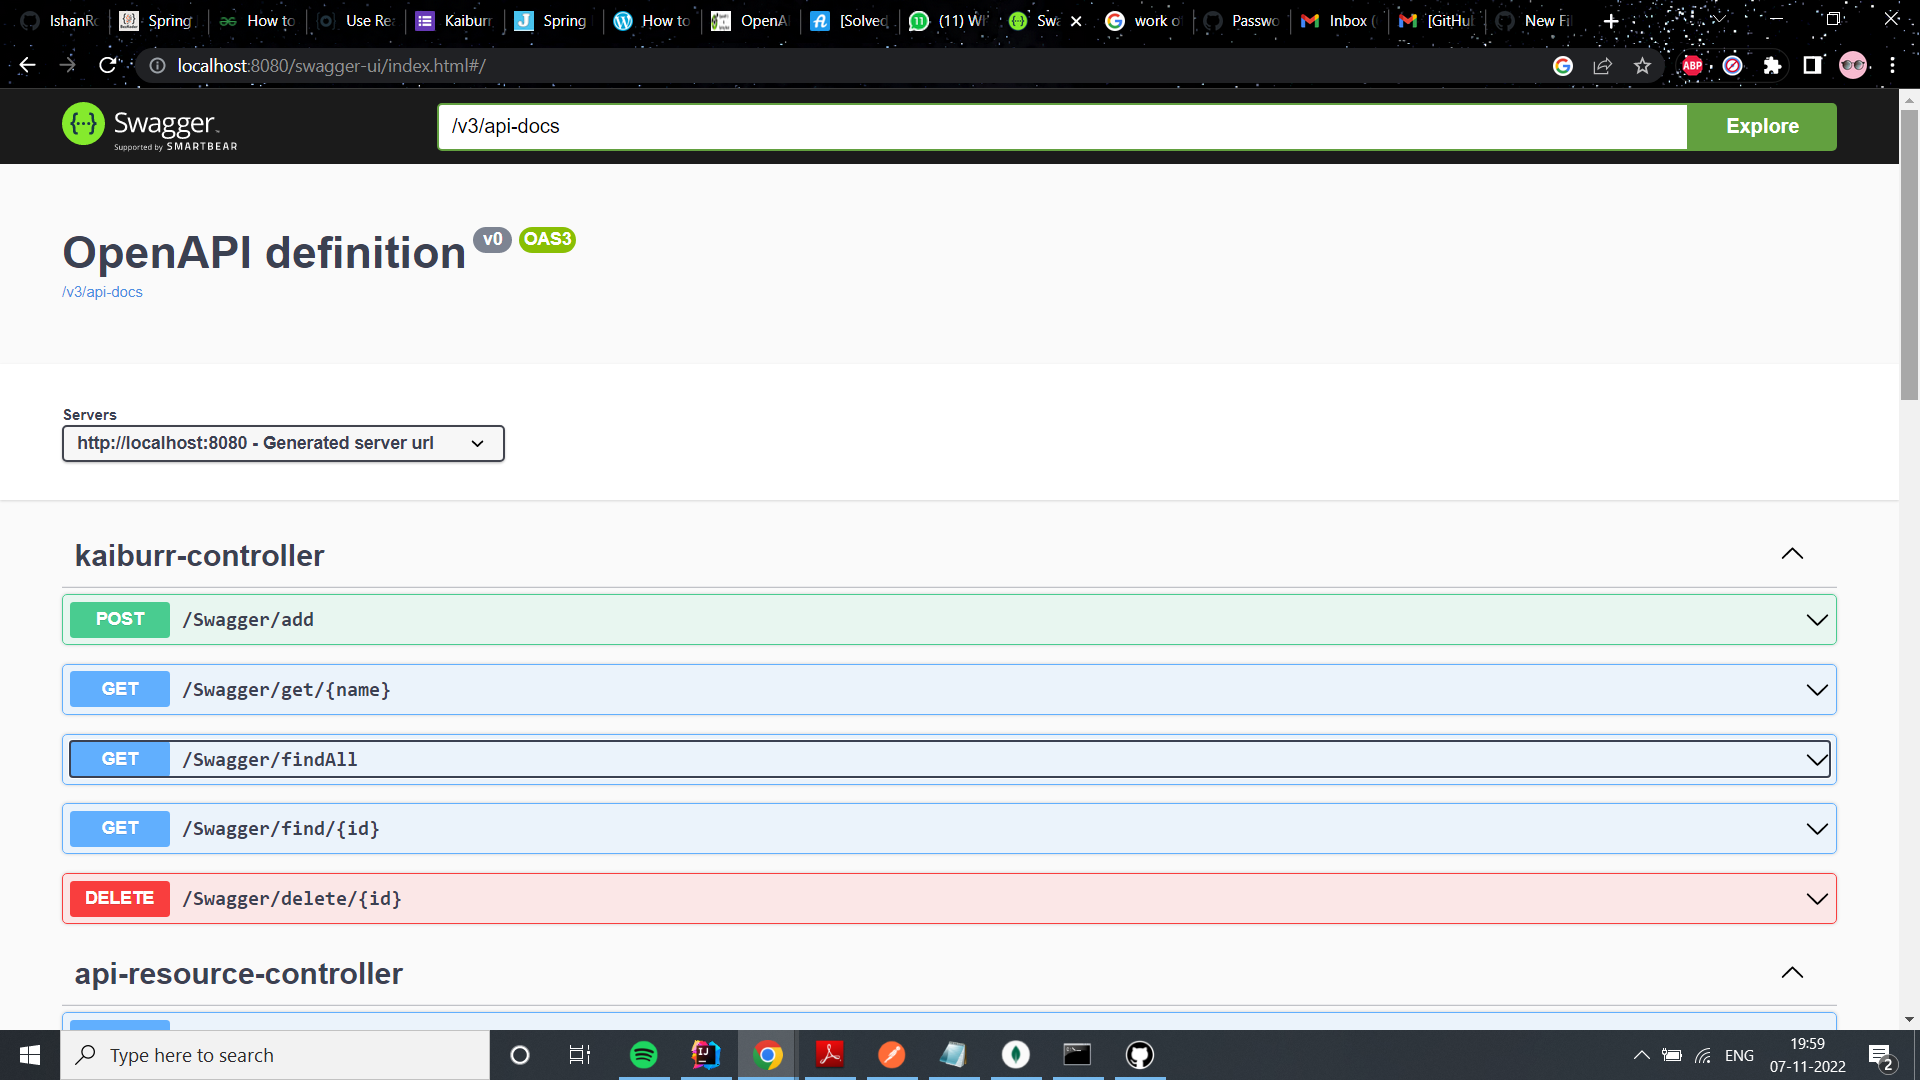 IshanRo Spring How to Use Re Kaiburr Spring How to OpenA [Solved (11) W Sw work o Passwo Inbox ( [GitHu New Fi
localhost:8080/swagger-ui/index.html#/
ABP
Swagger
Supported by SMARTBEAR
/v3/api-docs
Explore
OpenAPI definition v0 OAS3
/v3/api-docs
Servers
http://localhost:8080 - Generated server url
kaiburr-controller
POST /Swagger/add
GET /Swagger/get/{name}
GET /Swagger/findAll
GET /Swagger/find/{id}
DELETE /Swagger/delete/{id}
api-resource-controller
Type here to search
ENG
19:59
07-11-2022
2